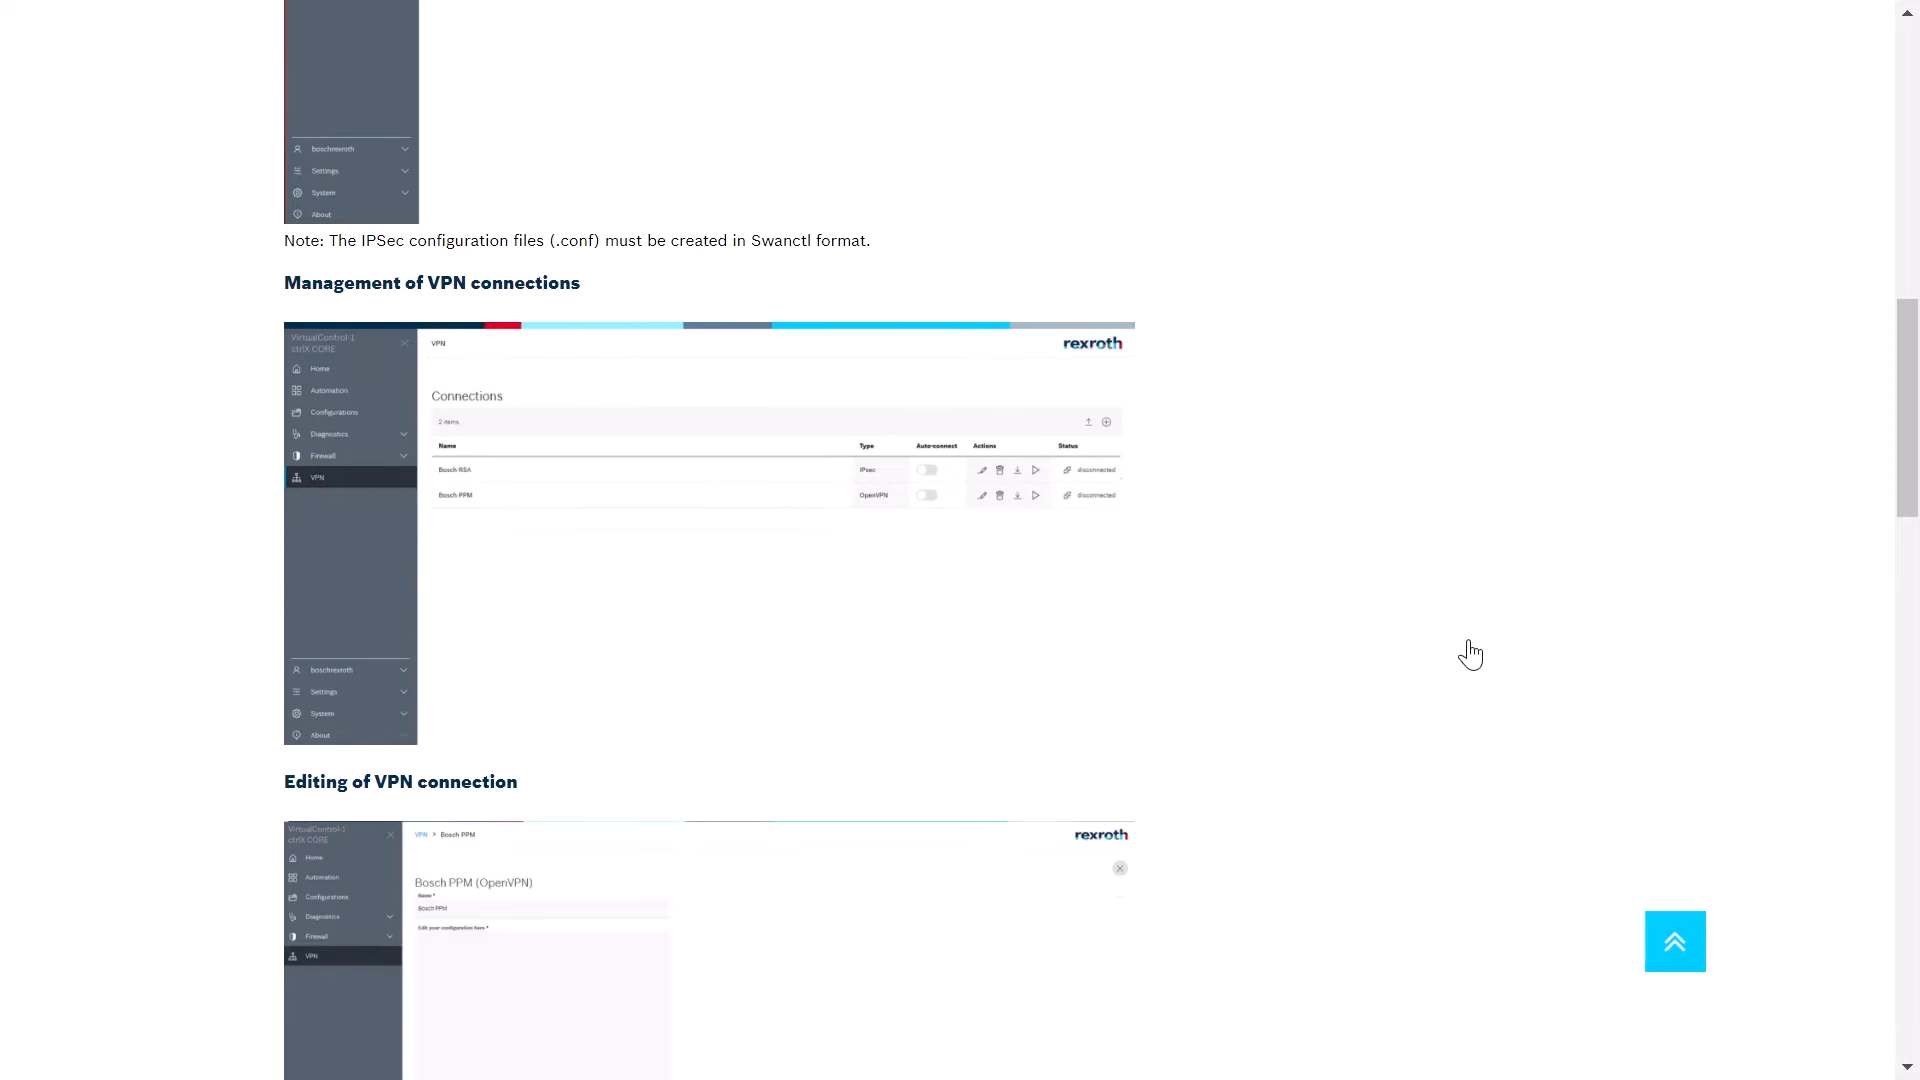 boschrexroth
Settings
System
About
Note: The IPSec configuration files (.conf) must be created in Swanctl format.
Management of VPN connections
VirtualControl-1
ctrlX CORE
VPN
rexroth
Home
Automation
Configurations
Diagnostics
Firewall
VPN
Connections
2 items
Name Type Auto-connect Actions Status
Bosch RSA IPsec disconnected
Bosch PPM OpenVPN disconnected
boschrexroth
Settings
System
About
Editing of VPN connection
VirtualControl-1
ctrlX CORE
VPN > Bosch PPM
rexroth
Home
Automation
Configurations
Diagnostics
Firewall
VPN
Bosch PPM (OpenVPN)
Name *
Bosch PPM
Edit your configuration here *